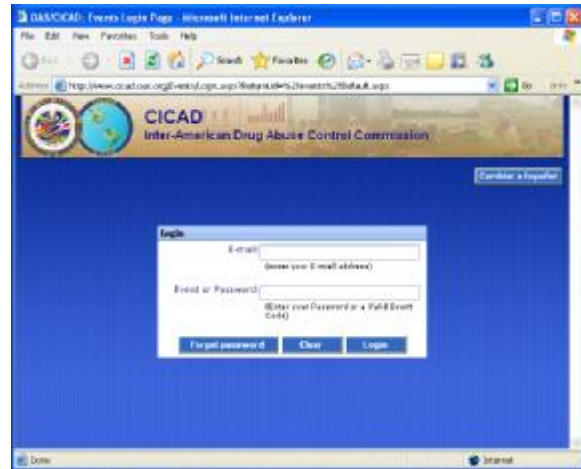 OAS/CICAD: Events Login Page - Microsoft Internet Explorer
File Edit View Favorites Tools Help
Search Favorites
Address
Go
CICAD
Inter-American Drug Abuse Control Commission
Cambiar a Español
Login
E-mail
(enter your E-mail address)
Event or Password
(Enter your Password or a Valid Event
Code)
Forgot password Clear Login
Done Internet